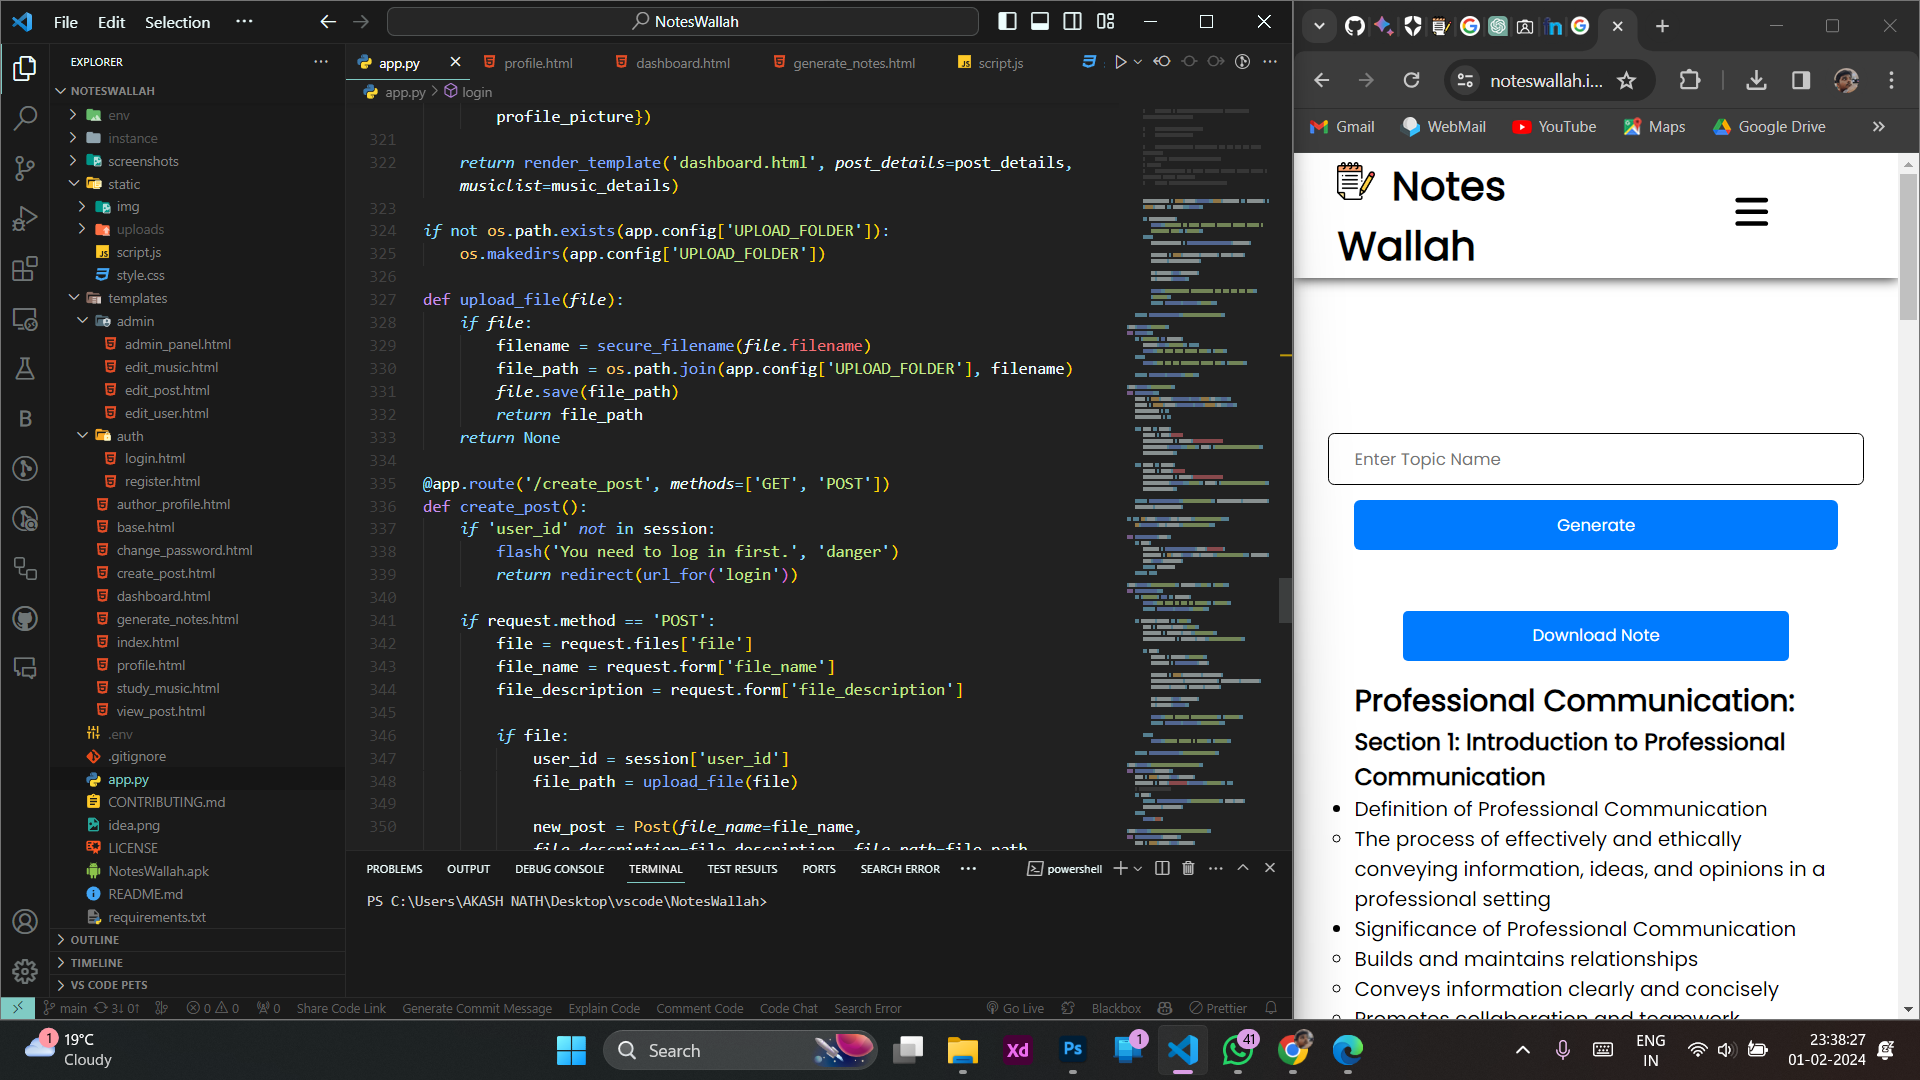 File Edit Selection ··· NotesWallah
EXPLORER
NOTESWALLAH
env
instance
screenshots
static
img
uploads
script.js
style.css
templates
admin
admin_panel.html
edit_music.html
edit_post.html
edit_user.html
auth
login.html
register.html
author_profile.html
base.html
change_password.html
create_post.html
dashboard.html
generate_notes.html
index.html
profile.html
study_music.html
view_post.html
.env
.gitignore
app.py
CONTRIBUTING.md
idea.png
LICENSE
NotesWallah.apk
README.md
requirements.txt
OUTLINE
TIMELINE
VS CODE PETS
app.py profile.html dashboard.html generate_notes.html script.js
app.py > login
profile_picture})
321
322 return render_template('dashboard.html', post_details=post_details,
musiclist=music_details)
323
324 if not os.path.exists(app.config['UPLOAD_FOLDER']):
325 os.makedirs(app.config['UPLOAD_FOLDER'])
326
327 def upload_file(file):
328 if file:
329 filename = secure_filename(file.filename)
330 file_path = os.path.join(app.config['UPLOAD_FOLDER'], filename)
331 file.save(file_path)
332 return file_path
333 return None
334
335 @app.route('/create_post', methods=['GET', 'POST'])
336 def create_post():
337 if 'user_id' not in session:
338 flash('You need to log in first.', 'danger')
339 return redirect(url_for('login'))
340
341 if request.method == 'POST':
342 file = request.files['file']
343 file_name = request.form['file_name']
344 file_description = request.form['file_description']
345
346 if file:
347 user_id = session['user_id']
348 file_path = upload_file(file)
349
350 new_post = Post(file_name=file_name,
file_description=file_description, file_path=file_path
PROBLEMS OUTPUT DEBUG CONSOLE TERMINAL TEST RESULTS PORTS SEARCH ERROR ··· powershell
PS C:\Users\AKASH NATH\Desktop\vscode\NotesWallah>
main 3↓ 0↑ 0 0 0 Share Code Link Generate Commit Message Explain Code Comment Code Code Chat Search Error Go Live Blackbox Prettier
noteswallah.i...
Gmail WebMail YouTube Maps Google Drive »
Notes
Wallah
Enter Topic Name
Generate
Download Note
Professional Communication:
Section 1: Introduction to Professional
Communication
Definition of Professional Communication
The process of effectively and ethically
conveying information, ideas, and opinions in a
professional setting
Significance of Professional Communication
Builds and maintains relationships
Conveys information clearly and concisely
Promotes collaboration and teamwork
1 19°C
Cloudy
Search
Xd
Ps
1
41
ENG
IN
23:38:27
01-02-2024